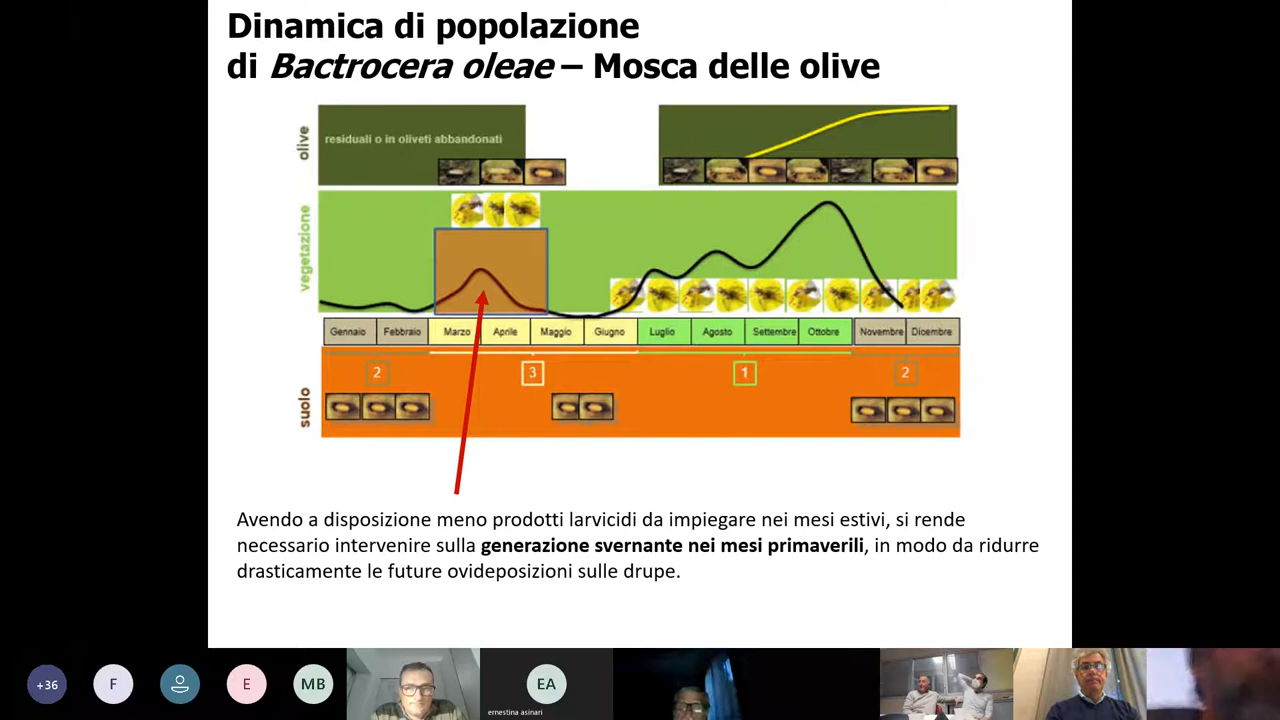 Dinamica di popolazione
di Bactrocera oleae – Mosca delle olive
olive
residuali o in oliveti abbandonati
vegetazione
Gennaio Febbraio Marzo Aprile Maggio Giugno Luglio Agosto Settembre Ottobre Novembre Dicembre
2 3 1 2
suolo
Avendo a disposizione meno prodotti larvicidi da impiegare nei mesi estivi, si rende
necessario intervenire sulla generazione svernante nei mesi primaverili, in modo da ridurre
drasticamente le future ovideposizioni sulle drupe.
+36 F E MB EA
ernestina asinari